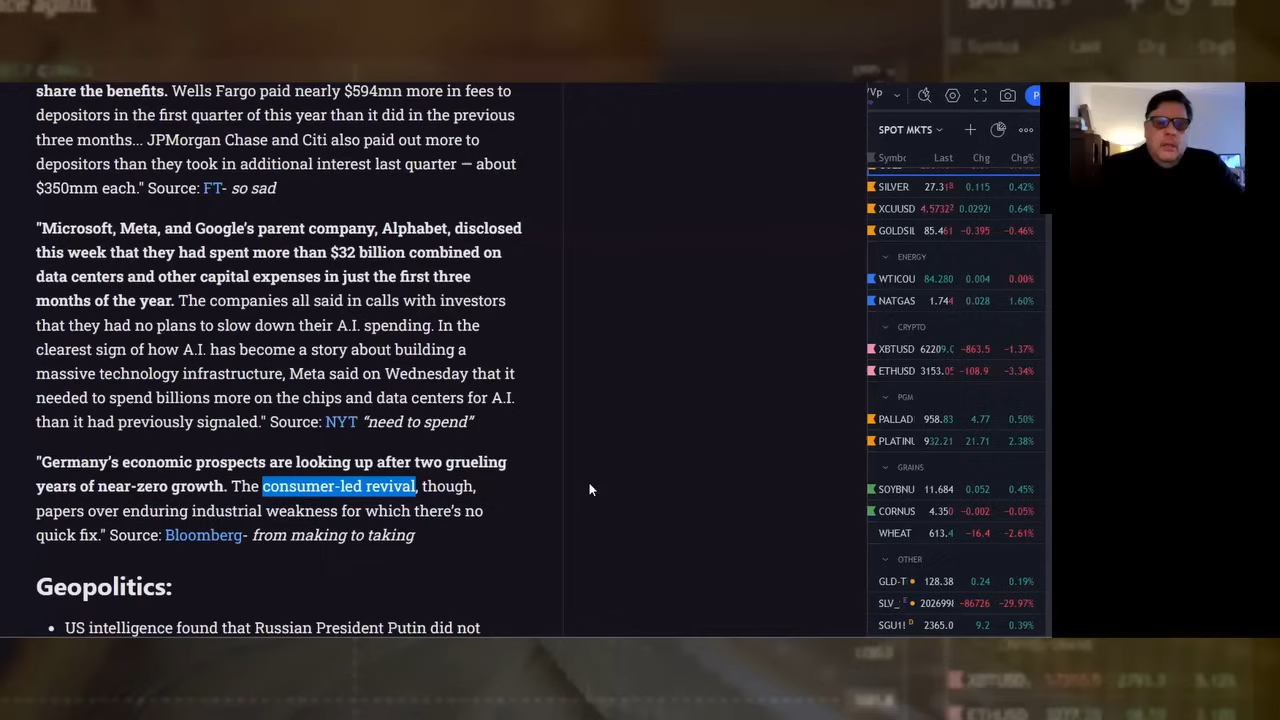 once again.
SPOT MKTS
Symbol Last Chg Chg%
share the benefits. Wells Fargo paid nearly $594mn more in fees to
depositors in the first quarter of this year than it did in the previous
three months... JPMorgan Chase and Citi also paid out more to
depositors than they took in additional interest last quarter — about
$350mm each." Source: FT- so sad
"Microsoft, Meta, and Google's parent company, Alphabet, disclosed
this week that they had spent more than $32 billion combined on
data centers and other capital expenses in just the first three
months of the year. The companies all said in calls with investors
that they had no plans to slow down their A.I. spending. In the
clearest sign of how A.I. has become a story about building a
massive technology infrastructure, Meta said on Wednesday that it
needed to spend billions more on the chips and data centers for A.I.
than it had previously signaled." Source: NYT “need to spend”
"Germany’s economic prospects are looking up after two grueling
years of near-zero growth. The consumer-led revival, though,
papers over enduring industrial weakness for which there’s no
quick fix." Source: Bloomberg- from making to taking
Geopolitics:
• US intelligence found that Russian President Putin did not
/Vp
SPOT MKTS
Symbc Last Chg Chg%
SILVER 27.318 0.115 0.42%
XCUUSD 4.57322 0.0292 0.64%
GOLDSIL 85.461 −0.395 −0.46%
ENERGY
WTICOU 84.280 0.004 0.00%
NATGAS 1.744 0.028 1.60%
CRYPTO
XBTUSD 62209.0 −863.5 −1.37%
ETHUSD 3153.05 −108.9 −3.34%
PGM
PALLAD 958.83 4.77 0.50%
PLATINU 932.21 21.71 2.38%
GRAINS
SOYBNU 11.684 0.052 0.45%
CORNUS 4.350 −0.002 −0.05%
WHEAT 613.4 −16.4 −2.61%
OTHER
GLD-T 128.38 0.24 0.19%
SLV_ E 2026998 −86726 −29.97%
SGU1! D 2365.0 9.2 0.39%